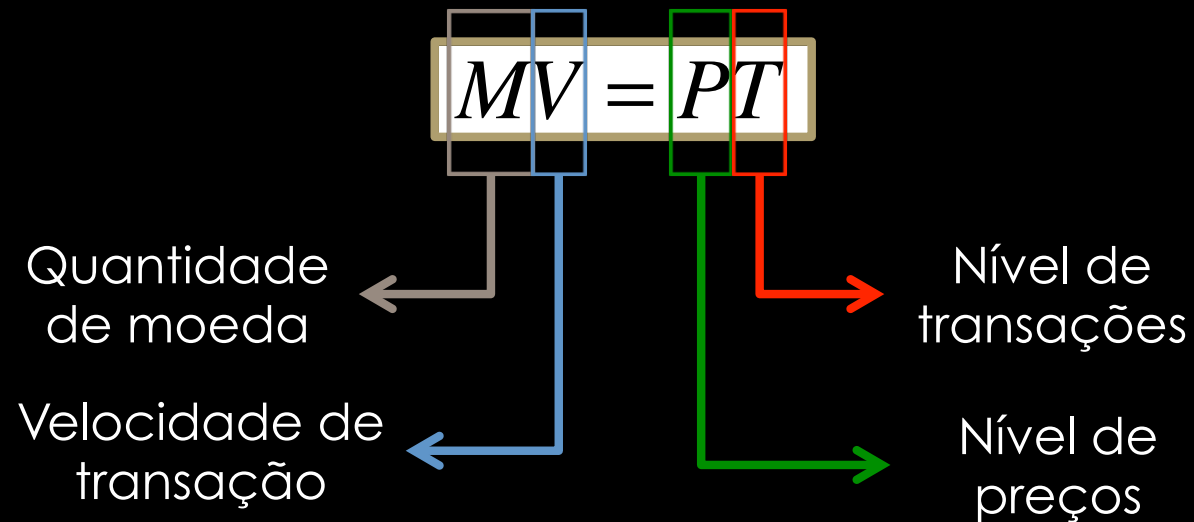 MV = PT
Quantidade
de moeda
Nível de
transações
Velocidade de
transação
Nível de
preços